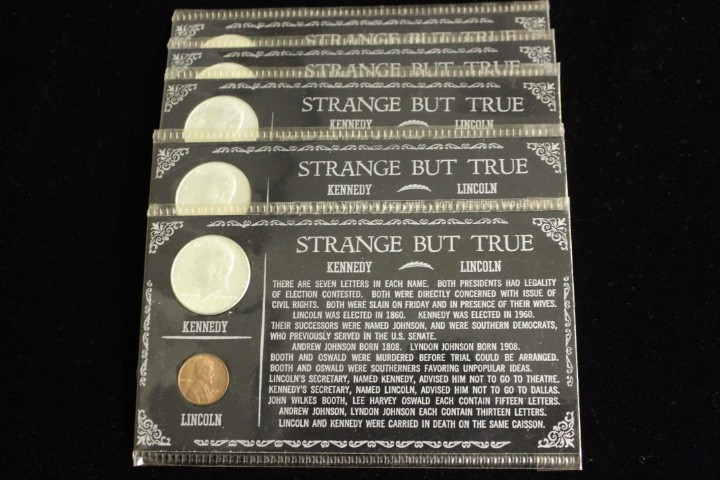 STRANGE BUT TRUE
STRANGE BUT TRUE
STRANGE BUT TRUE
KENNEDY LINCOLN
STRANGE BUT TRUE
KENNEDY LINCOLN
STRANGE BUT TRUE
KENNEDY LINCOLN
THERE ARE SEVEN LETTERS IN EACH NAME. BOTH PRESIDENTS HAD LEGALITY
OF ELECTION CONTESTED. BOTH WERE DIRECTLY CONCERNED WITH ISSUE OF
CIVIL RIGHTS. BOTH WERE SLAIN ON FRIDAY AND IN PRESENCE OF THEIR WIVES.
LINCOLN WAS ELECTED IN 1860. KENNEDY WAS ELECTED IN 1960.
THEIR SUCCESSORS WERE NAMED JOHNSON, AND WERE SOUTHERN DEMOCRATS,
WHO PREVIOUSLY SERVED IN THE U.S. SENATE.
ANDREW JOHNSON BORN 1808. LYNDON JOHNSON BORN 1908.
BOOTH AND OSWALD WERE MURDERED BEFORE TRIAL COULD BE ARRANGED.
BOOTH AND OSWALD WERE SOUTHERNERS FAVORING UNPOPULAR IDEAS.
LINCOLN'S SECRETARY, NAMED KENNEDY, ADVISED HIM NOT TO GO TO THEATRE.
KENNEDY'S SECRETARY, NAMED LINCOLN, ADVISED HIM NOT TO GO TO DALLAS.
JOHN WILKES BOOTH, LEE HARVEY OSWALD EACH CONTAIN FIFTEEN LETTERS.
ANDREW JOHNSON, LYNDON JOHNSON EACH CONTAIN THIRTEEN LETTERS.
LINCOLN AND KENNEDY WERE CARRIED IN DEATH ON THE SAME CAISSON.
KENNEDY
LINCOLN